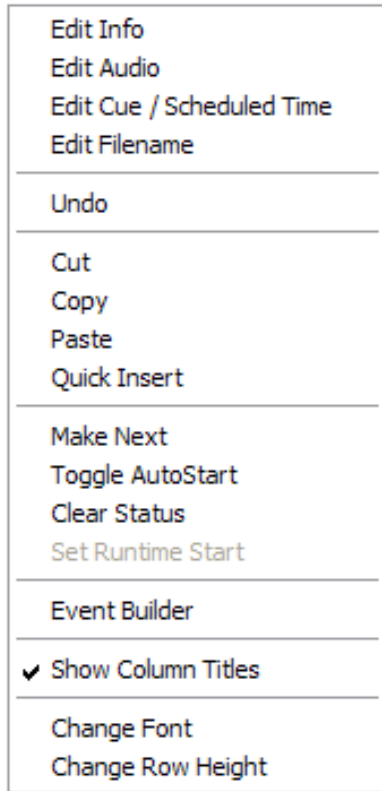 Edit Info
Edit Audio
Edit Cue / Scheduled Time
Edit Filename
Undo
Cut
Copy
Paste
Quick Insert
Make Next
Toggle AutoStart
Clear Status
Set Runtime Start
Event Builder
Show Column Titles
Change Font
Change Row Height